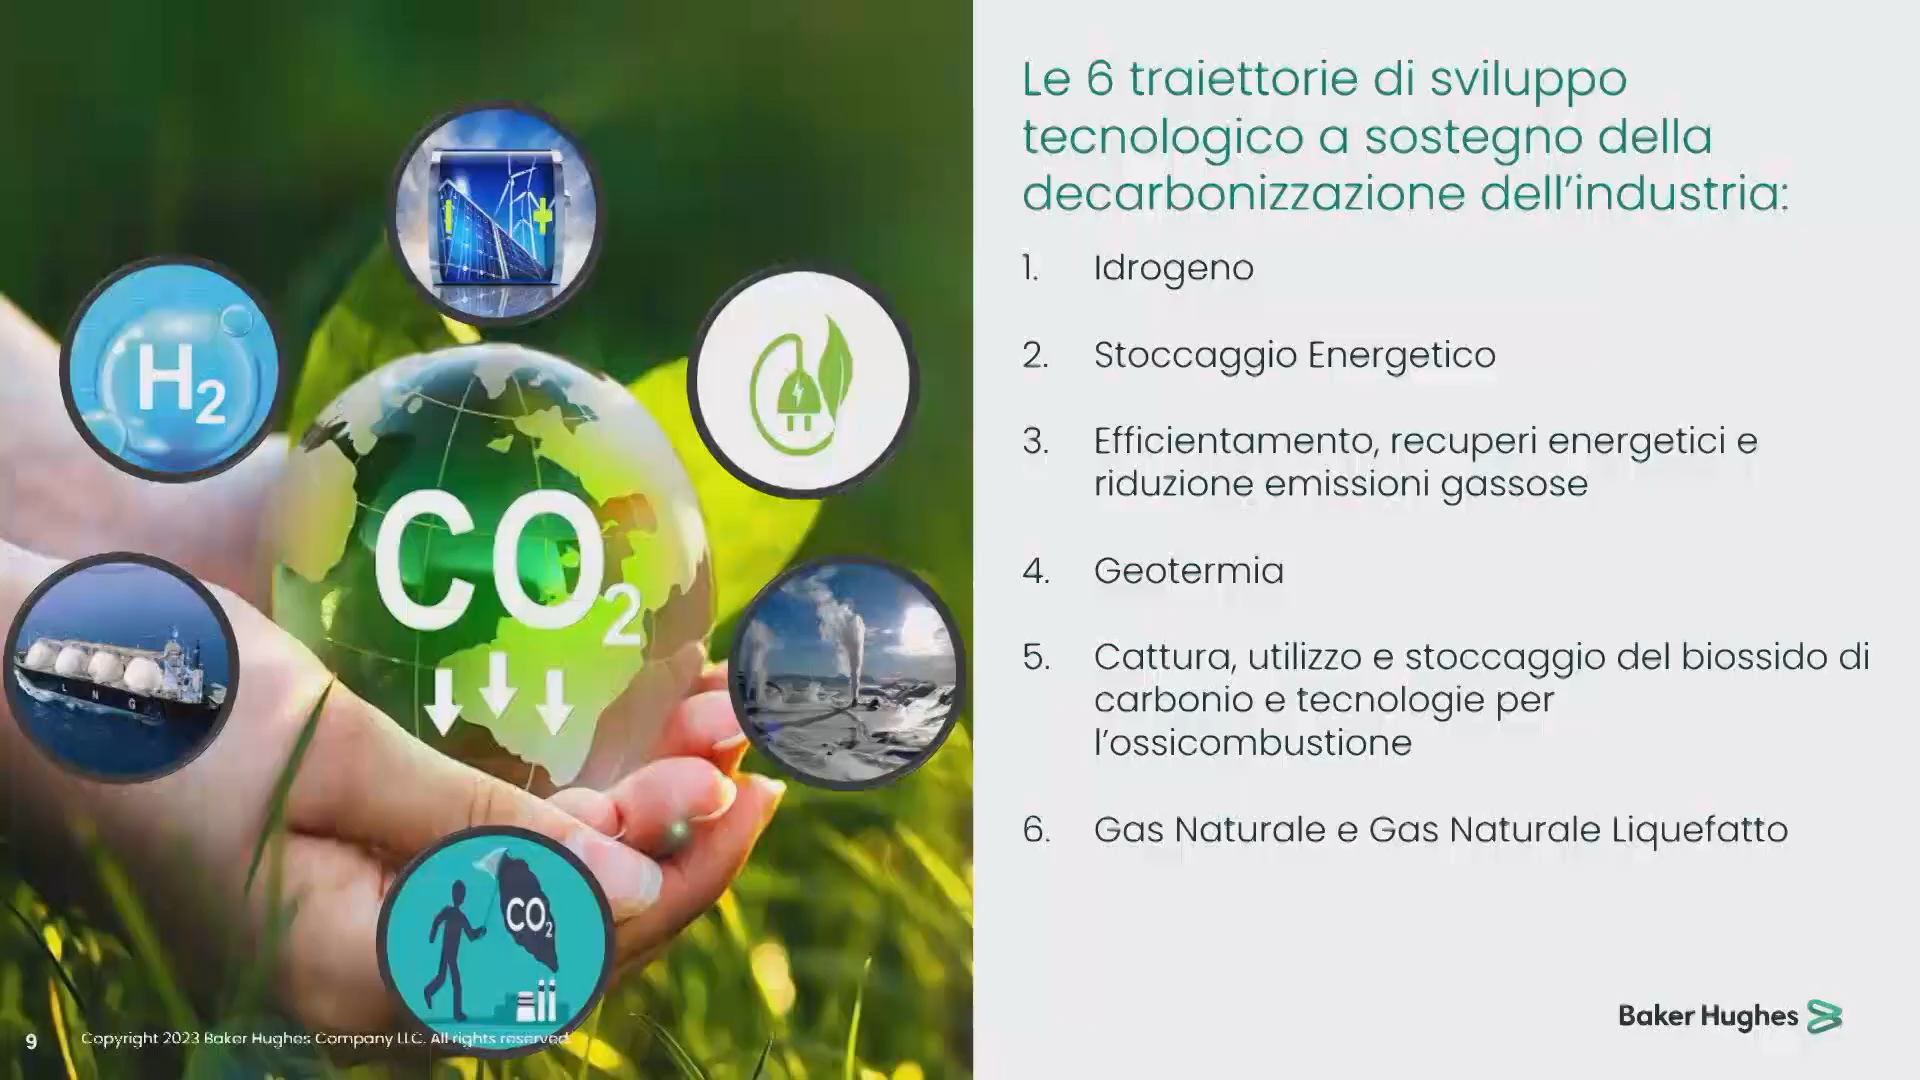 Le 6 traiettorie di sviluppo
tecnologico a sostegno della
decarbonizzazione dell'industria:
1. Idrogeno
2. Stoccaggio Energetico
3. Efficientamento, recuperi energetici e
riduzione emissioni gassose
4. Geotermia
5. Cattura, utilizzo e stoccaggio del biossido di
carbonio e tecnologie per
l'ossicombustione
6. Gas Naturale e Gas Naturale Liquefatto
H2
CO2
L N G
CO2
9 Copyright 2023 Baker Hughes Company LLC. All rights reserved.
Baker Hughes